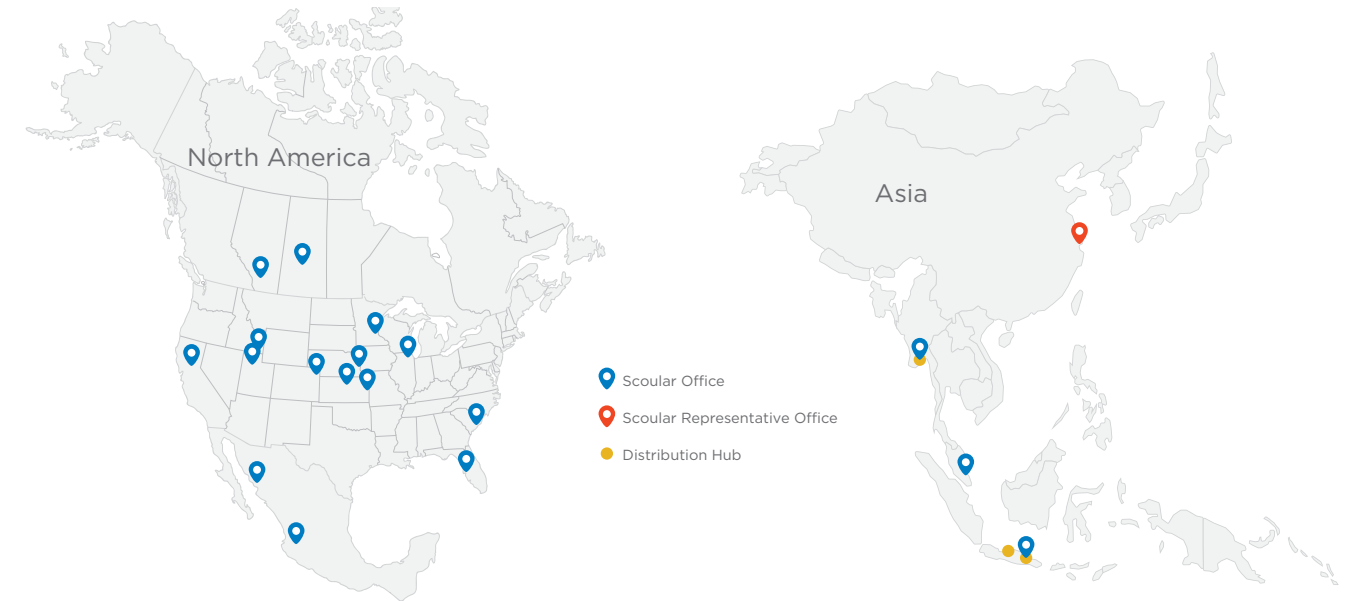 North America
Asia
Scoular Office
Scoular Representative Office
Distribution Hub